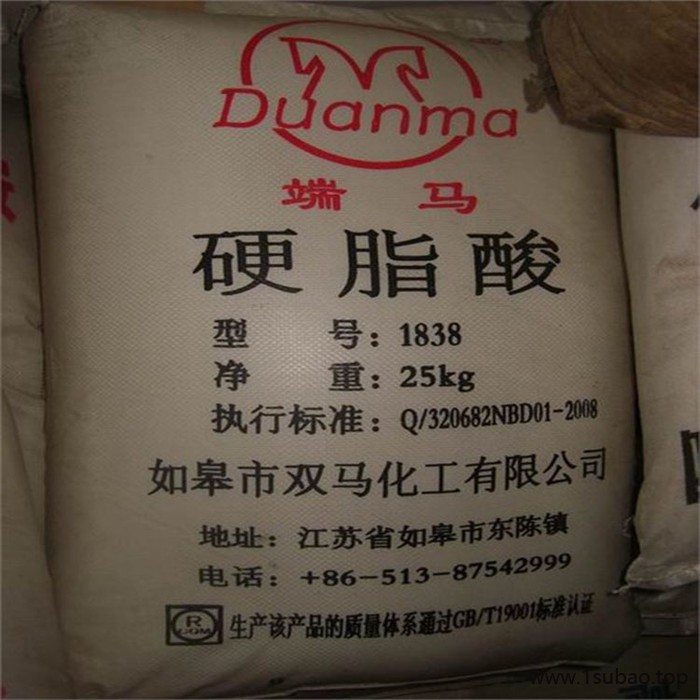 Duanma
端马
硬脂酸
型 号：1838
净 重：25kg
执行标准：Q/320682NBD01-2008
如皋市双马化工有限公司
地址：江苏省如皋市东陈镇
电话：+86-513-87542999
R
生产该产品的质量体系通过GB/T19001标准认证
www.1subao.top